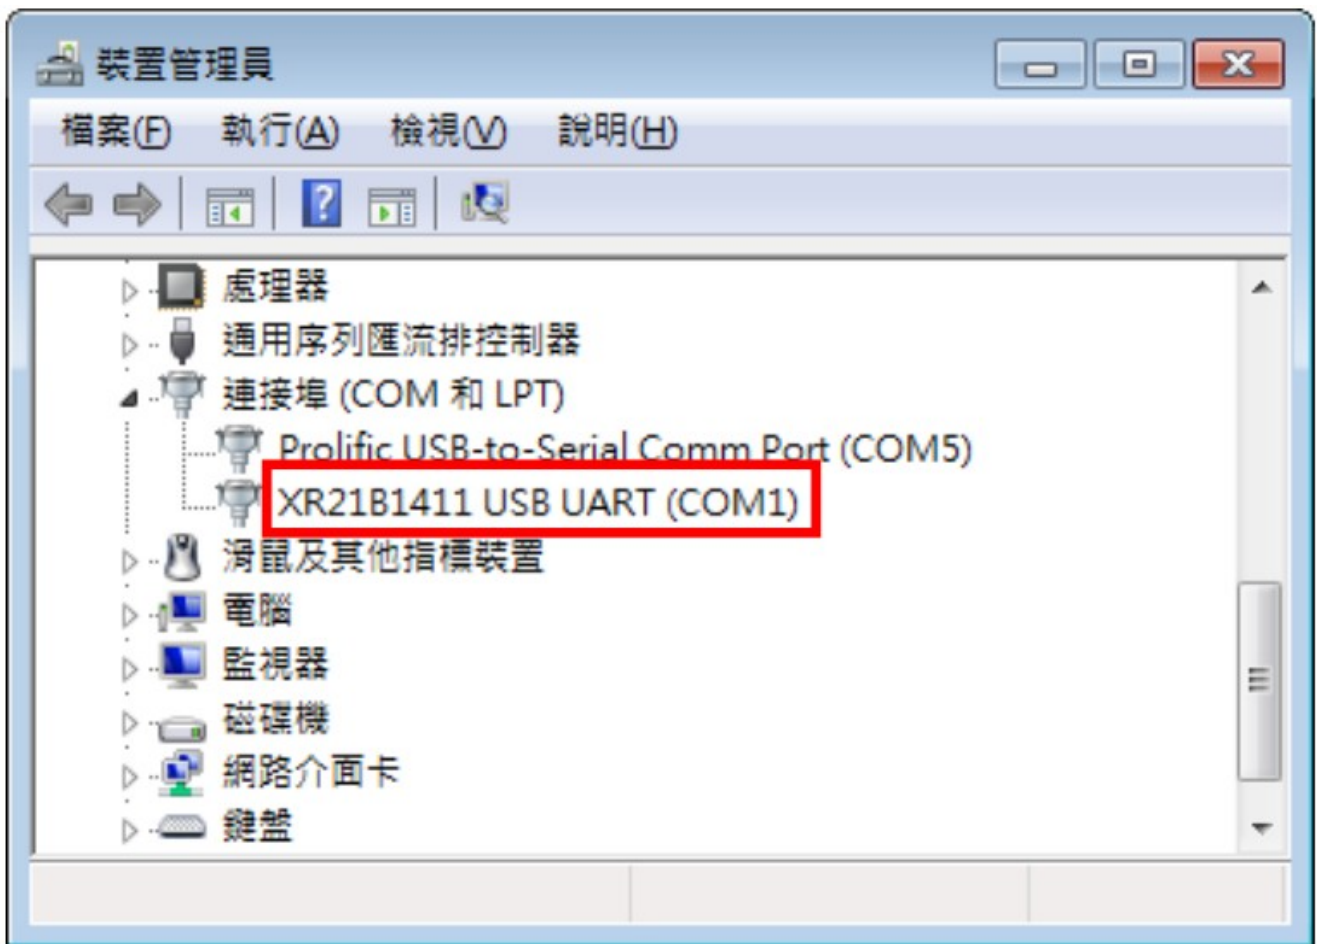 裝置管理員
檔案(F) 執行(A) 檢視(V) 說明(H)
處理器
通用序列匯流排控制器
連接埠 (COM 和 LPT)
Prolific USB-to-Serial Comm Port (COM5)
XR21B1411 USB UART (COM1)
滑鼠及其他指標裝置
電腦
監視器
磁碟機
網路介面卡
鍵盤